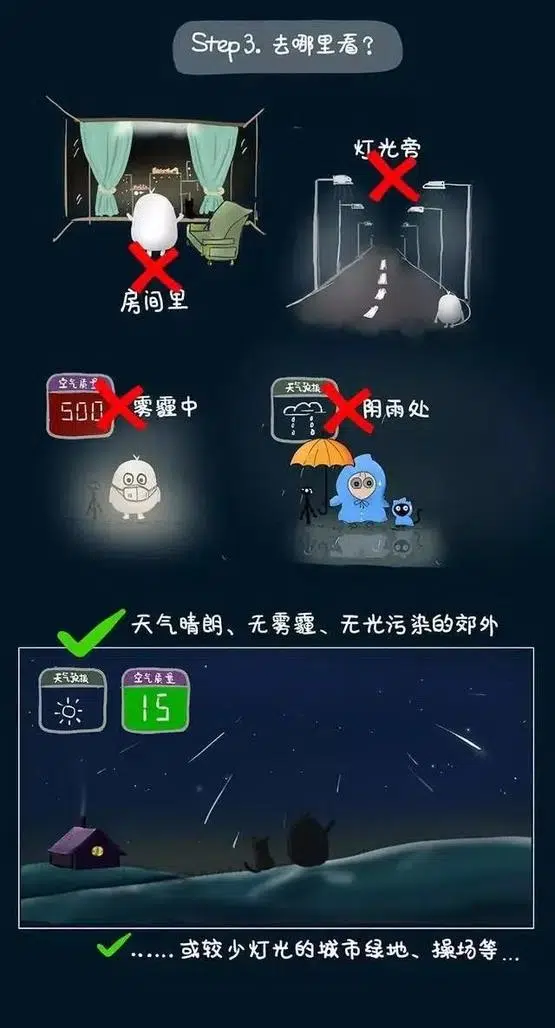 Step3. 去哪里看?
灯光旁
房间里
空气质量
500
雾霾中
天气预报
阴雨处
天气晴朗、无雾霾、无光污染的郊外
天气预报
空气质量
15
......或较少灯光的城市绿地、操场等...